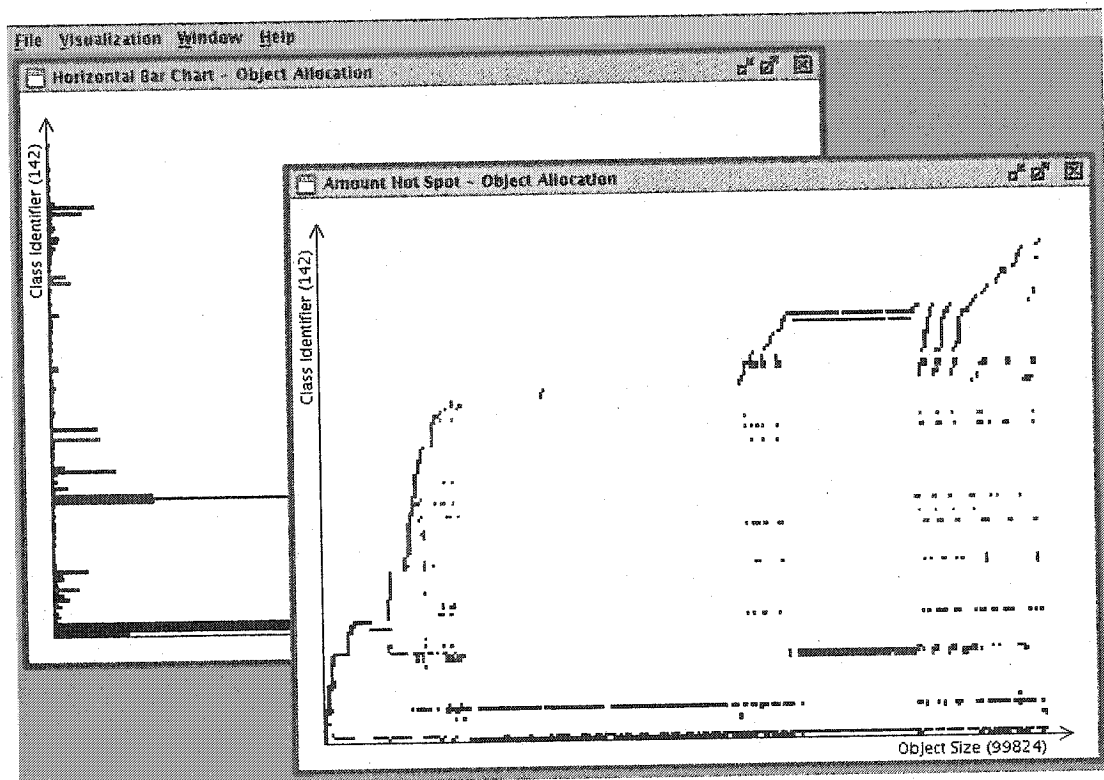 File Visualization Window Help
Horizontal Bar Chart - Object Allocation
Class Identifier (142)
Amount Hot Spot - Object Allocation
Class Identifier (142)
Object Size (99824)